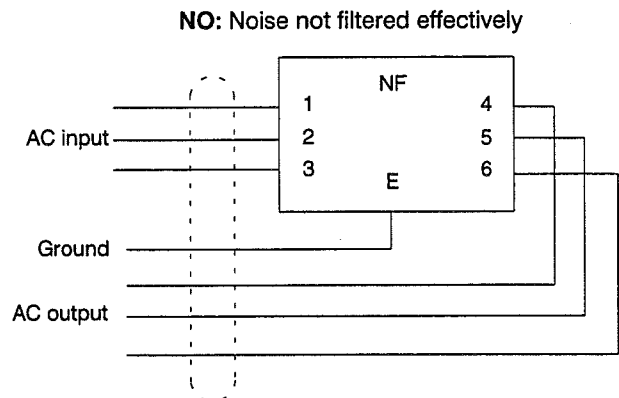 NO: Noise not filtered effectively
NF
1 4
AC input 2 5
3 6
E
Ground
AC output